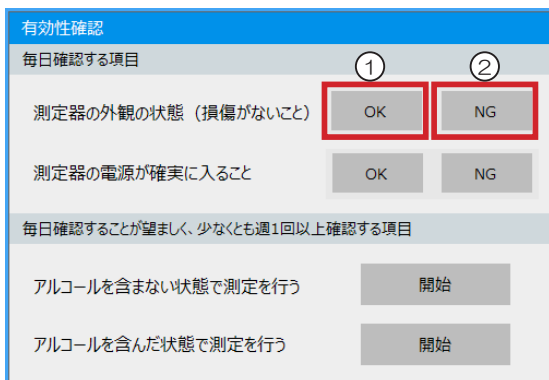 有効性確認
毎日確認する項目
① ②
測定器の外観の状態（損傷がないこと） OK NG
測定器の電源が確実に入ること OK NG
毎日確認することが望ましく、少なくとも週1回以上確認する項目
アルコールを含まない状態で測定を行う 開始
アルコールを含んだ状態で測定を行う 開始